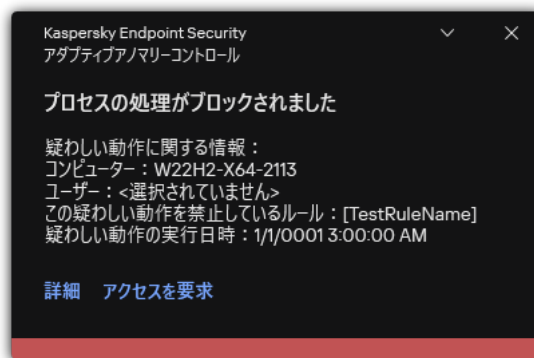 Kaspersky Endpoint Security
アダプティブアノマリーコントロール
プロセスの処理がブロックされました
疑わしい動作に関する情報：
コンピューター：W22H2-X64-2113
ユーザー：<選択されていません>
この疑わしい動作を禁止しているルール：[TestRuleName]
疑わしい動作の実行日時：1/1/0001 3:00:00 AM
詳細 アクセスを要求